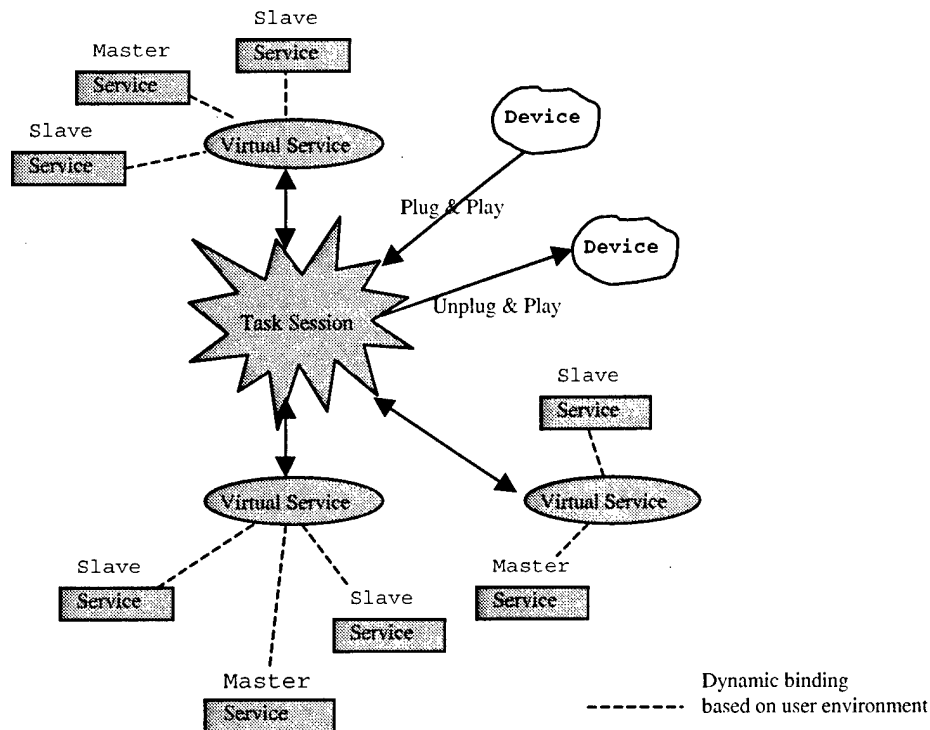 Slave
Service
Master
Service
Slave
Service
Virtual Service
Device
Plug & Play
Device
Unplug & Play
Task Session
Slave
Service
Virtual Service
Virtual Service
Slave
Service
Master
Service
Slave
Service
Master
Service
Dynamic binding
based on user environment